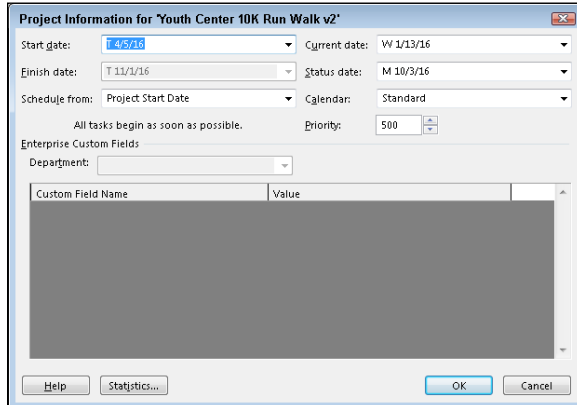 Project Information for 'Youth Center 10K Run Walk v2'
Start date: T 4/5/16 Current date: W 1/13/16
Finish date: T 11/1/16 Status date: M 10/3/16
Schedule from: Project Start Date Calendar: Standard
All tasks begin as soon as possible. Priority: 500
Enterprise Custom Fields
Department:
Custom Field Name Value
Help Statistics... OK Cancel